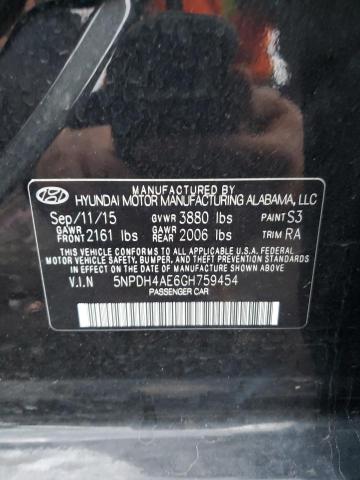 MANUFACTURED BY
HYUNDAI MOTOR MANUFACTURING ALABAMA, LLC
Sep/11/15 GVWR 3880 lbs PAINT S3
GAWR FRONT 2161 lbs GAWR REAR 2006 lbs TRIM RA
THIS VEHICLE CONFORMS TO ALL APPLICABLE U.S. FEDERAL
MOTOR VEHICLE SAFETY, BUMPER, AND THEFT PREVENTION
STANDARDS IN EFFECT ON THE DATE OF MANUFACTURE SHOWN ABOVE.
V.I.N 5NPDH4AE6GH759454
PASSENGER CAR